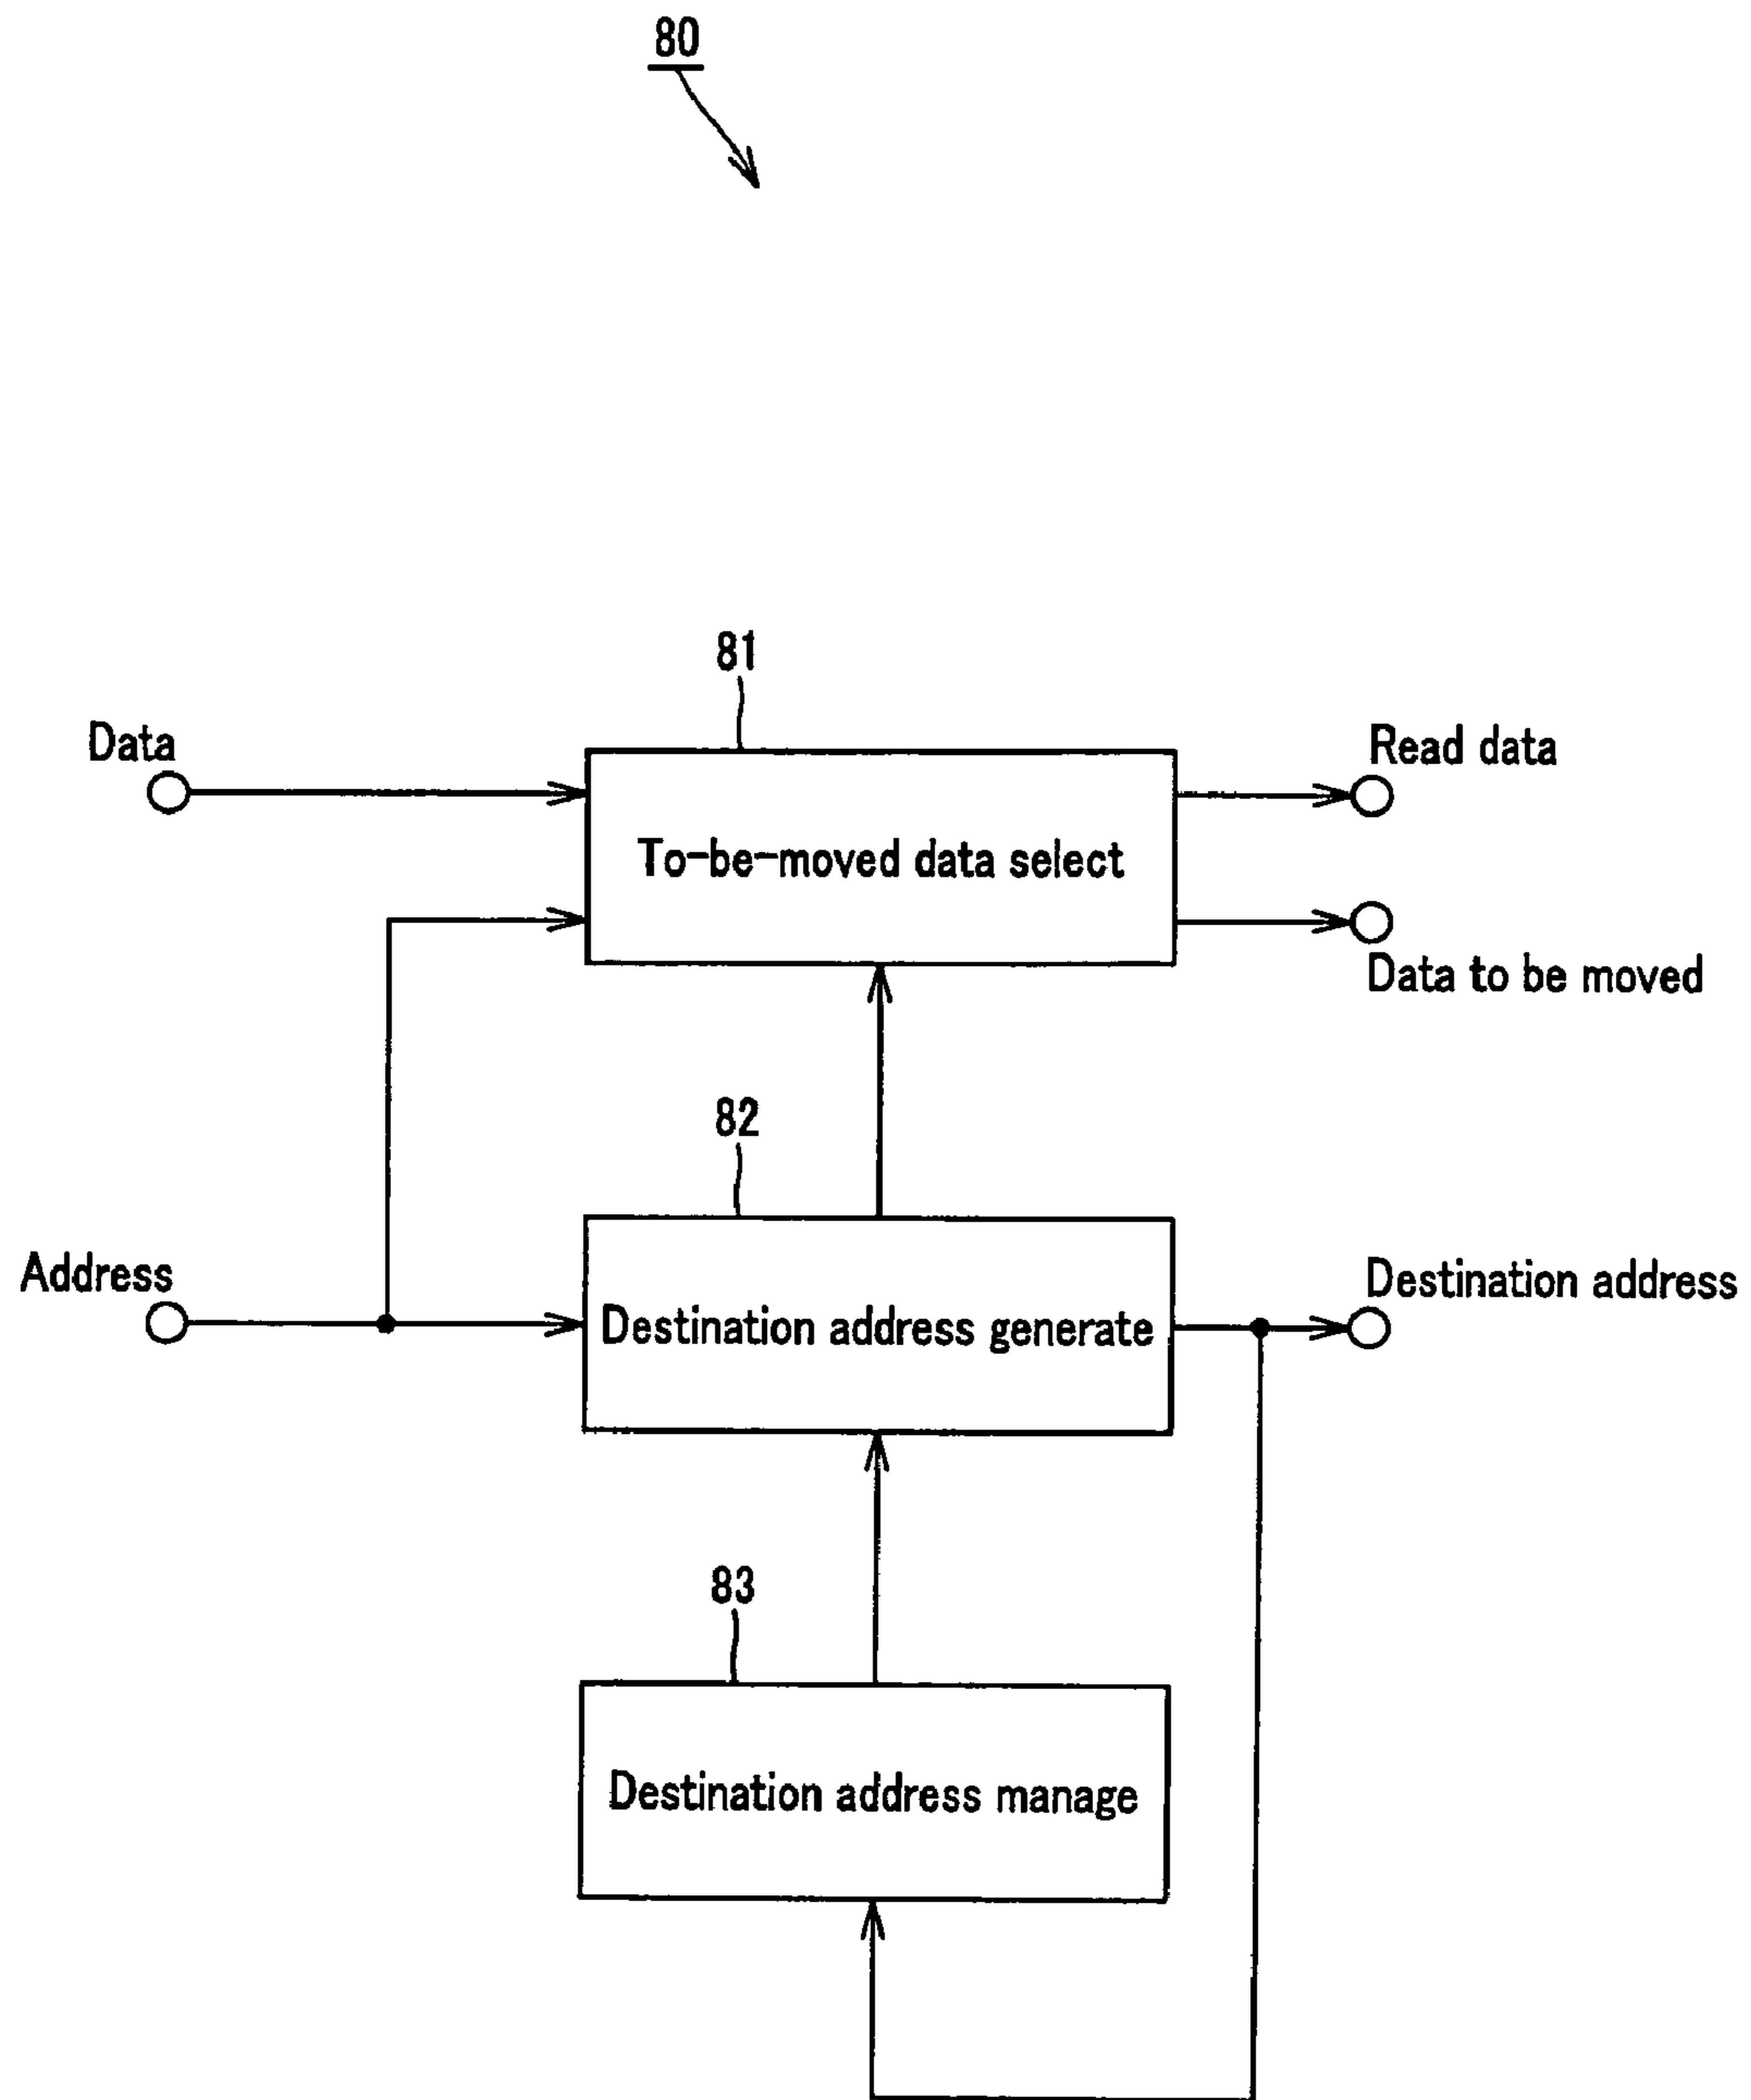 80
81
Data
Read data
To-be-moved data select
Data to be moved
82
Address
Destination address
Destination address generate
83
Destination address manage